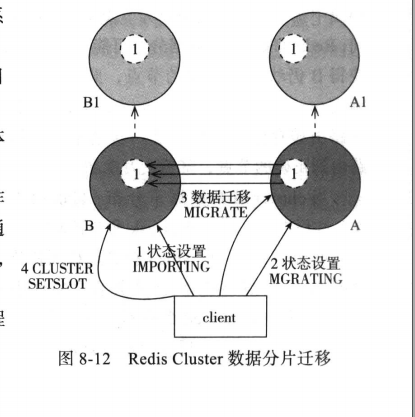 1
1
B1
A1
1
1
3 数据迁移
MIGRATE
B
A
1 状态设置
IMPORTING
2 状态设置
MGRATING
4 CLUSTER
SETSLOT
client
图 8-12 Redis Cluster 数据分片迁移